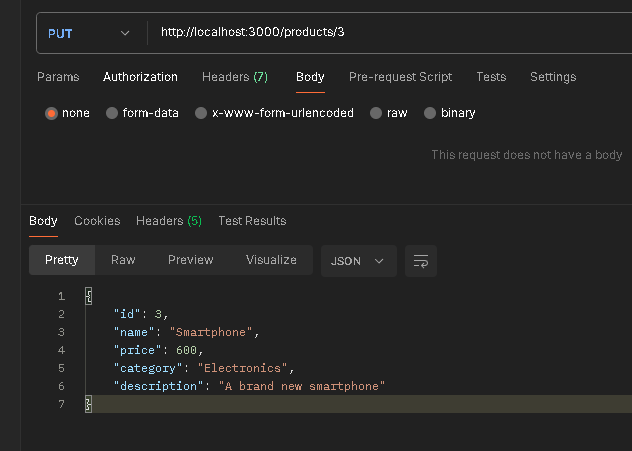 PUT http://localhost:3000/products/3
Params Authorization Headers (7) Body Pre-request Script Tests Settings
none form-data x-www-form-urlencoded raw binary
This request does not have a body
Body Cookies Headers (5) Test Results
Pretty Raw Preview Visualize JSON
1 {
2 "id": 3,
3 "name": "Smartphone",
4 "price": 600,
5 "category": "Electronics",
6 "description": "A brand new smartphone"
7 }